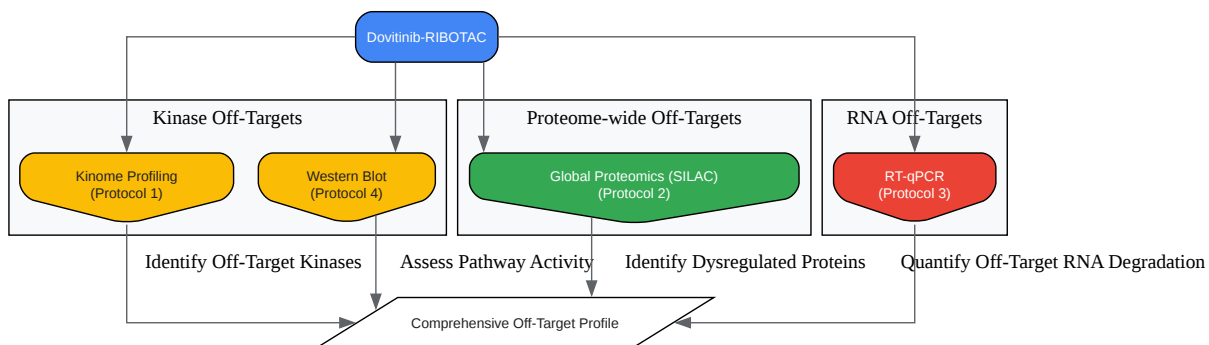 Dovitinib-RIBOTAC
Kinase Off-Targets
Proteome-wide Off-Targets
RNA Off-Targets
Kinome Profiling
(Protocol 1)
Western Blot
(Protocol 4)
Global Proteomics (SILAC)
(Protocol 2)
RT-qPCR
(Protocol 3)
Identify Off-Target Kinases
Assess Pathway Activity
Identify Dysregulated Proteins
Quantify Off-Target RNA Degradation
Comprehensive Off-Target Profile